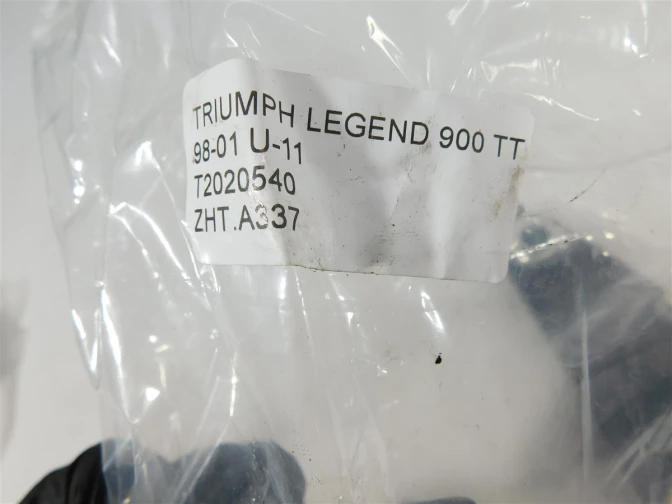 TRIUMPH LEGEND 900 TT
98-01 U-11
T2020540
ZHT.A337